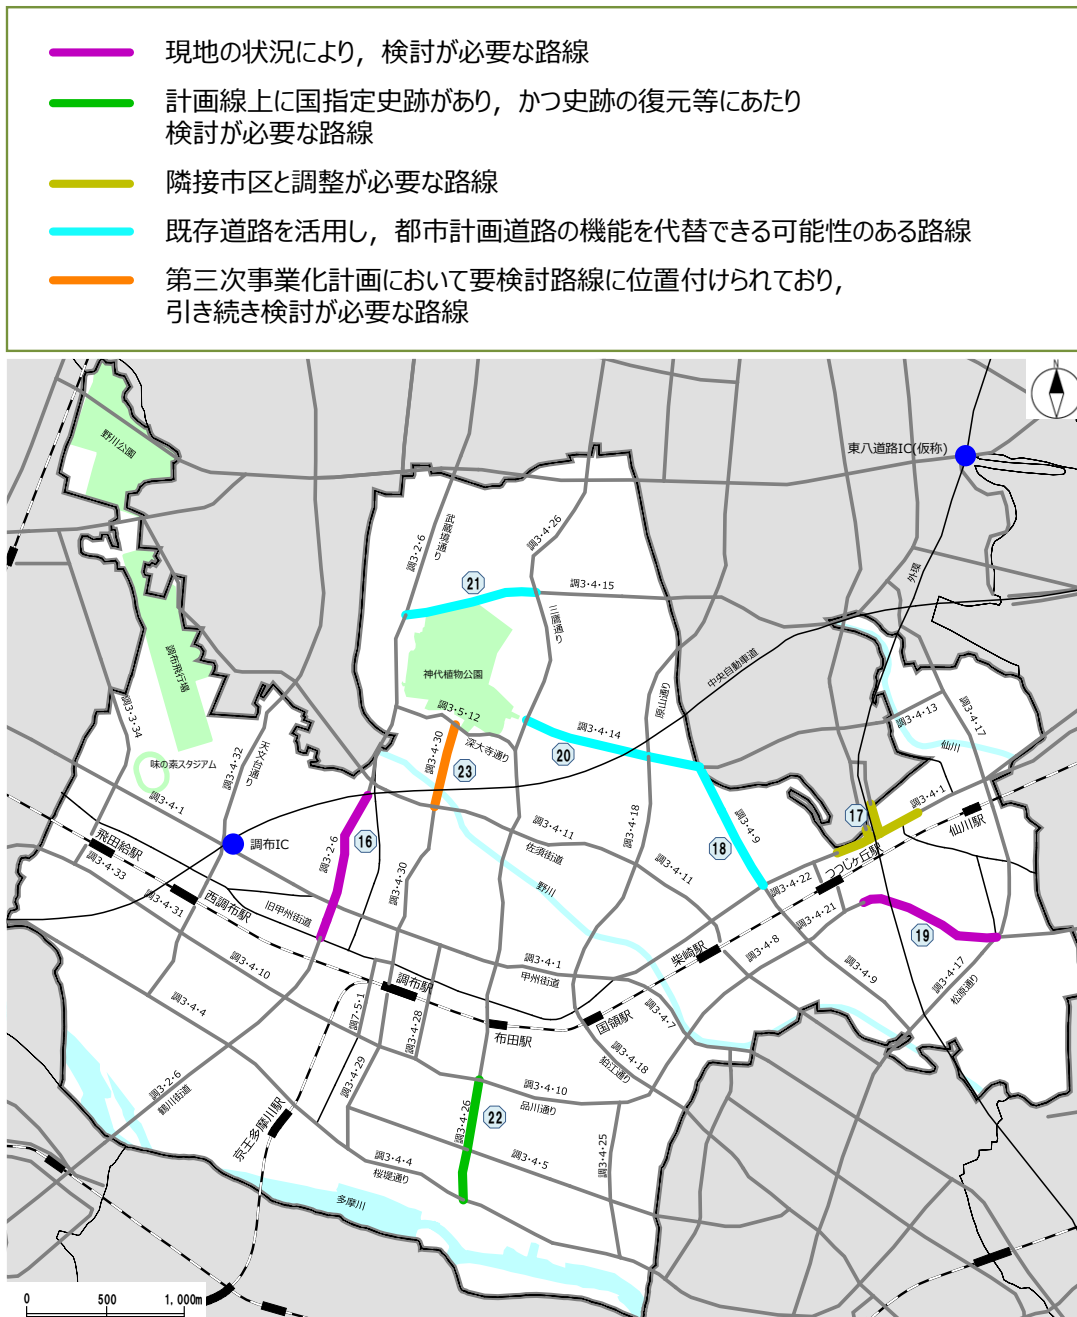 現地の状況により，検討が必要な路線
計画線上に国指定史跡があり，かつ史跡の復元等にあたり
検討が必要な路線
隣接市区と調整が必要な路線
既存道路を活用し，都市計画道路の機能を代替できる可能性のある路線
第三次事業化計画において要検討路線に位置付けられており，
引き続き検討が必要な路線
N
東八道路IC(仮称)
野川公園
武蔵境通り
調3・2・6
調3・4・26
21
調3・4・15
三鷹通り
外環
調布飛行場
神代植物公園
中央自動車道
原山通り
調3・5・12
調3・3・34
調3・4・32
天文台通り
味の素スタジアム
調3・4・1
調3・4・30
深大寺通り
23
20
調3・4・14
調3・4・13
調3・4・17
仙川
調3・4・1
仙川駅
17
飛田給駅
調布IC
調3・2・6
16
調3・4・11
佐須街道
調3・4・18
調3・4・11
18
調3・4・9
つつじヶ丘駅
調3・4・22
調3・4・21
調3・4・33
調3・4・31
西調布駅
旧甲州街道
調3・4・30
野川
19
調3・4・10
調3・4・1
甲州街道
柴崎駅
調3・4・8
調3・4・9
調3・4・17
松原通り
調3・4・4
調布駅
調7・5・1
調3・4・28
布田駅
国領駅
調3・4・7
調3・4・18
狛江通り
調3・4・29
調3・2・6
鶴川街道
京王多摩川駅
調3・4・10
品川通り
調3・4・26
22
調3・4・25
調3・4・4
桜堤通り
調3・4・5
多摩川
0 500 1,000m